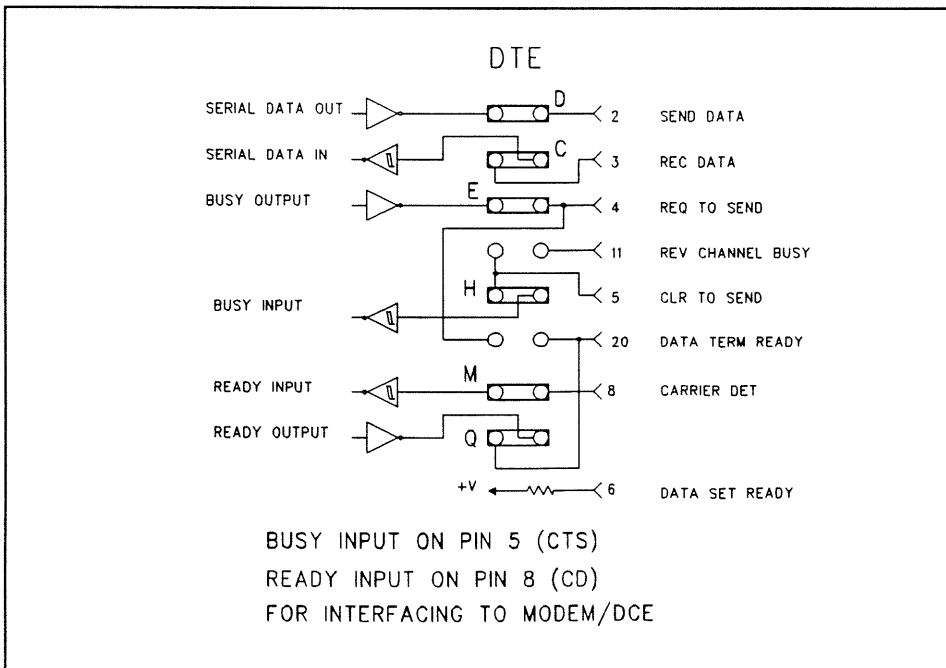 DTE
SERIAL DATA OUT D 2 SEND DATA
SERIAL DATA IN C 3 REC DATA
BUSY OUTPUT E 4 REQ TO SEND
11 REV CHANNEL BUSY
BUSY INPUT H 5 CLR TO SEND
20 DATA TERM READY
READY INPUT M 8 CARRIER DET
READY OUTPUT Q
+V 6 DATA SET READY
BUSY INPUT ON PIN 5 (CTS)
READY INPUT ON PIN 8 (CD)
FOR INTERFACING TO MODEM/DCE